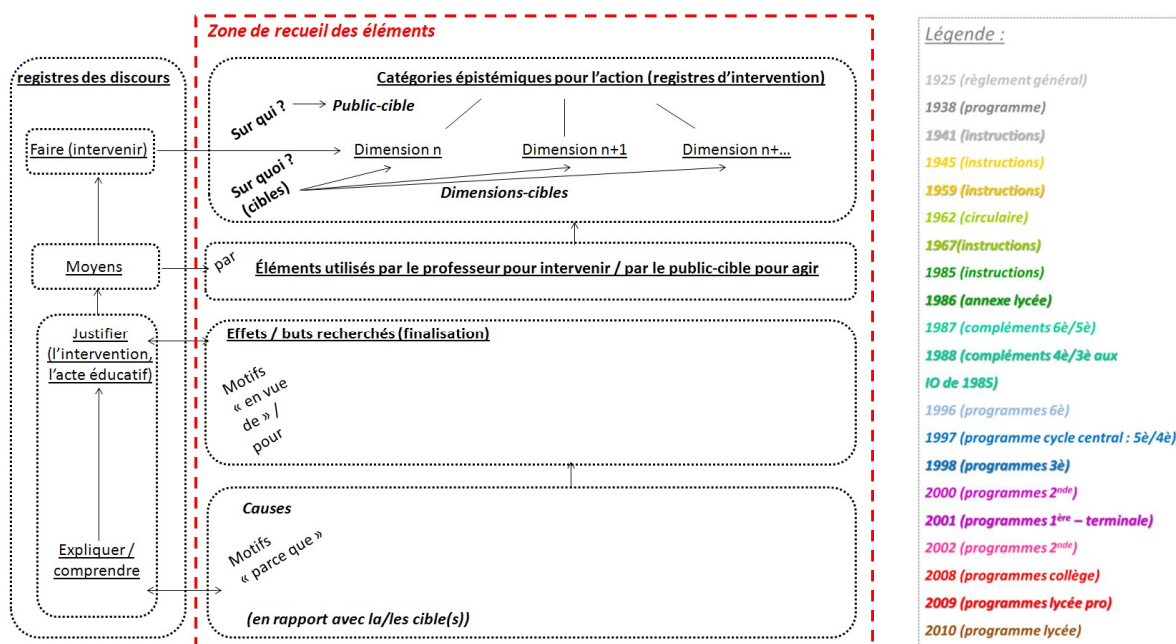 Zone de recueil des éléments
registres des discours
Faire (intervenir)
Moyens
Justifier
(l'intervention,
l'acte éducatif)
Expliquer /
comprendre
Catégories épistémiques pour l'action (registres d'intervention)
Sur qui ?
Public-cible
Dimension n
Dimension n+1
Dimension n+...
Sur quoi ?
(cibles)
Dimensions-cibles
par
Éléments utilisés par le professeur pour intervenir / par le public-cible pour agir
Effets / buts recherchés (finalisation)
Motifs
« en vue
de » /
pour
Causes
Motifs
« parce que »
(en rapport avec la/les cible(s))
Légende :
1925 (règlement général)
1938 (programme)
1941 (instructions)
1945 (instructions)
1959 (instructions)
1962 (circulaire)
1967(instructions)
1985 (instructions)
1986 (annexe lycée)
1987 (compléments 6è/5è)
1988 (compléments 4è/3è aux
IO de 1985)
1996 (programmes 6è)
1997 (programme cycle central : 5è/4è)
1998 (programmes 3è)
2000 (programmes 2nde)
2001 (programmes 1ère – terminale)
2002 (programmes 2nde)
2008 (programmes collège)
2009 (programmes lycée pro)
2010 (programme lycée)